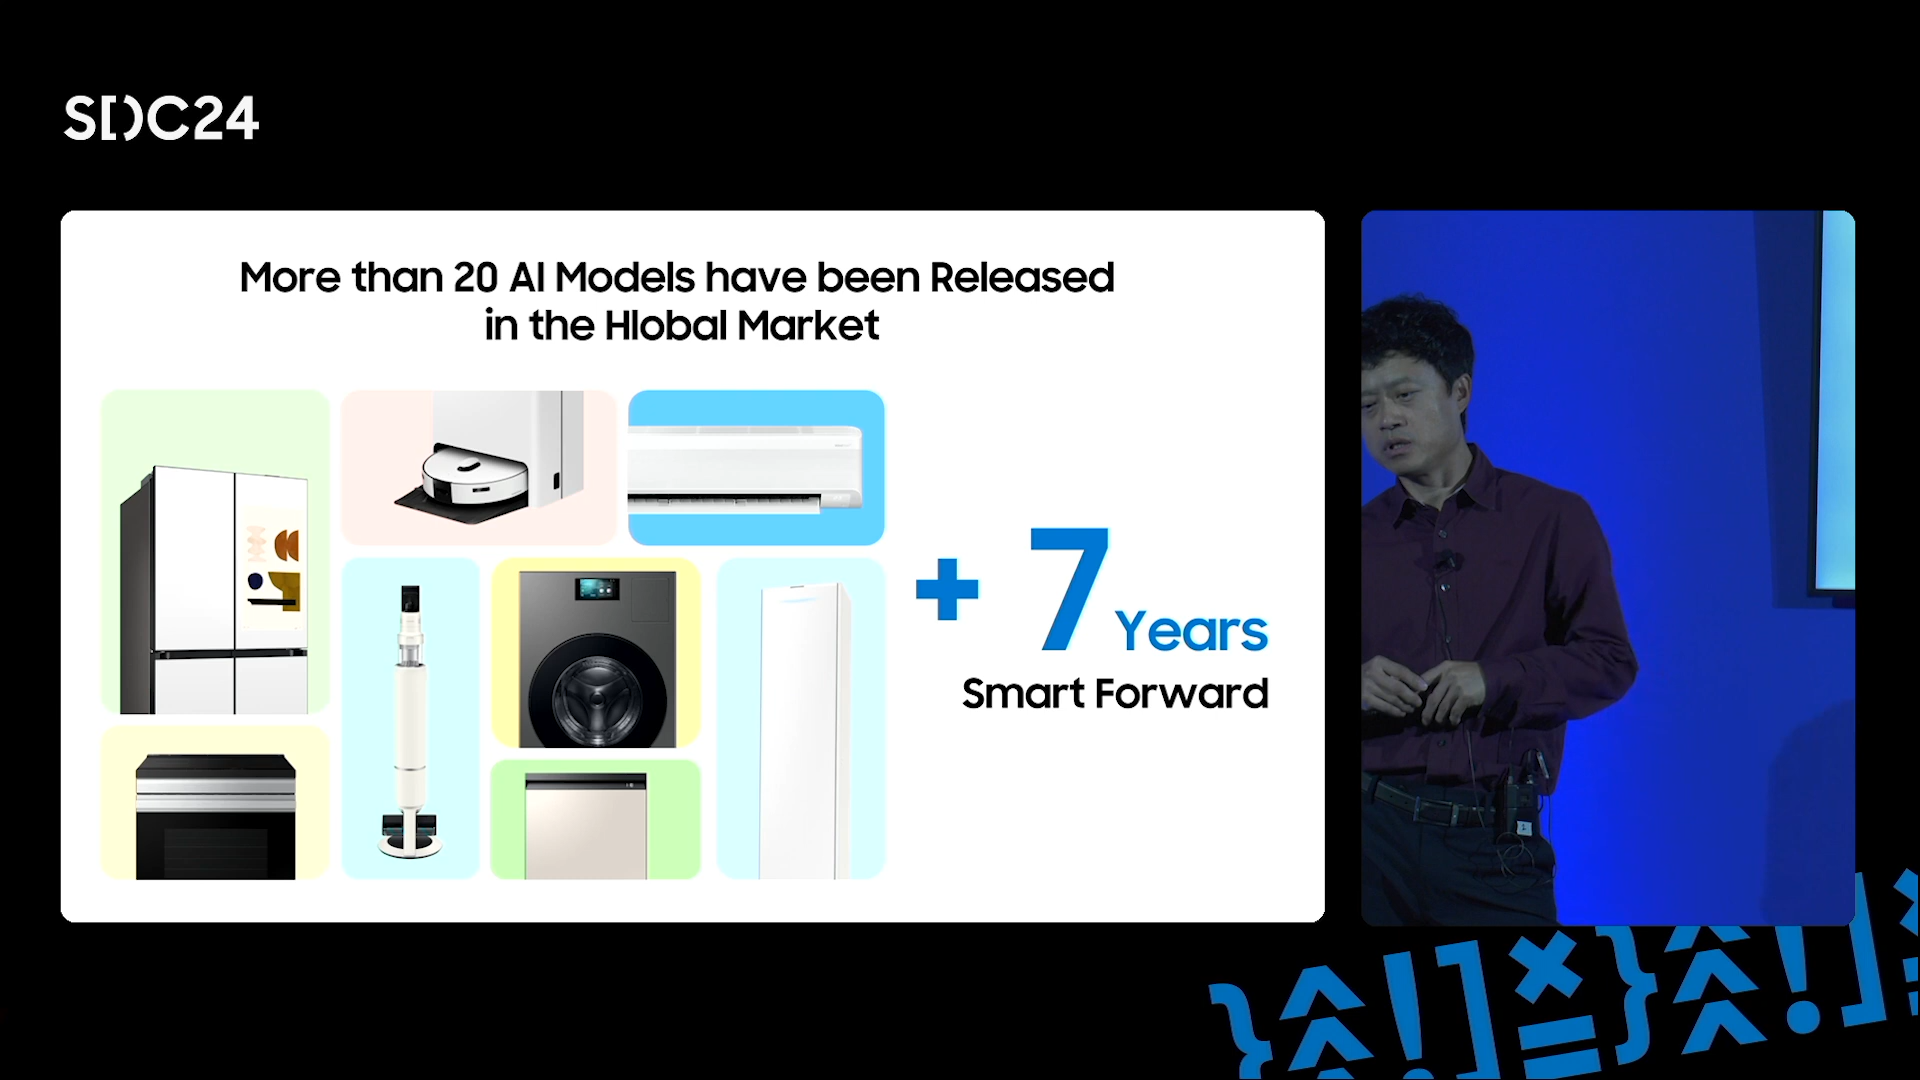 SDC24
More than 20 AI Models have been Released
in the Hlobal Market
+ 7 Years
Smart Forward
}^^!]×=}^^!]×=